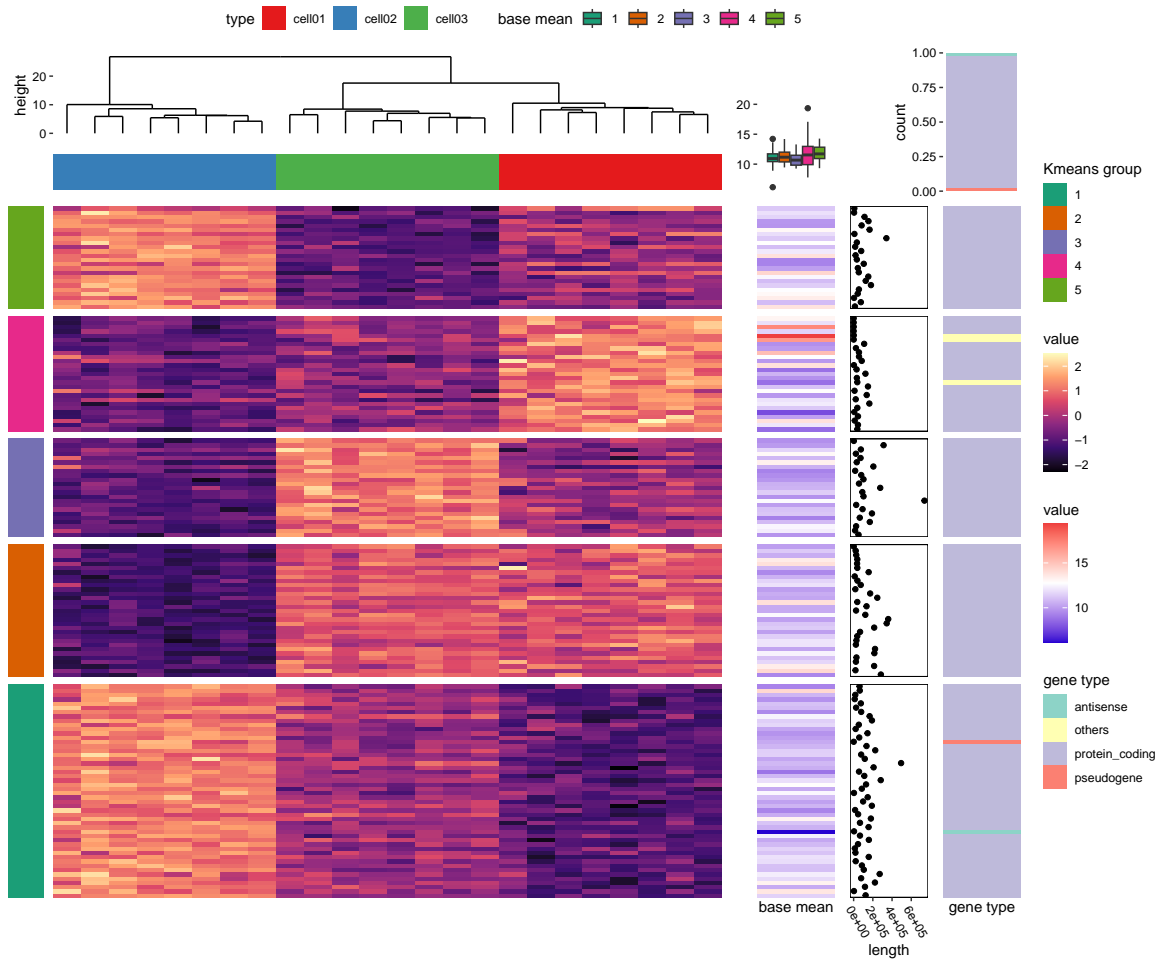 type cell01 cell02 cell03 base mean 1 2 3 4 5
height
20
10
0
20
15
10
count
1.00
0.75
0.50
0.25
0.00
Kmeans group
1
2
3
4
5
value
2
1
0
−1
−2
value
15
10
gene type
antisense
others
protein_coding
pseudogene
base mean
0e+00
2e+05
4e+05
6e+05
length
gene type